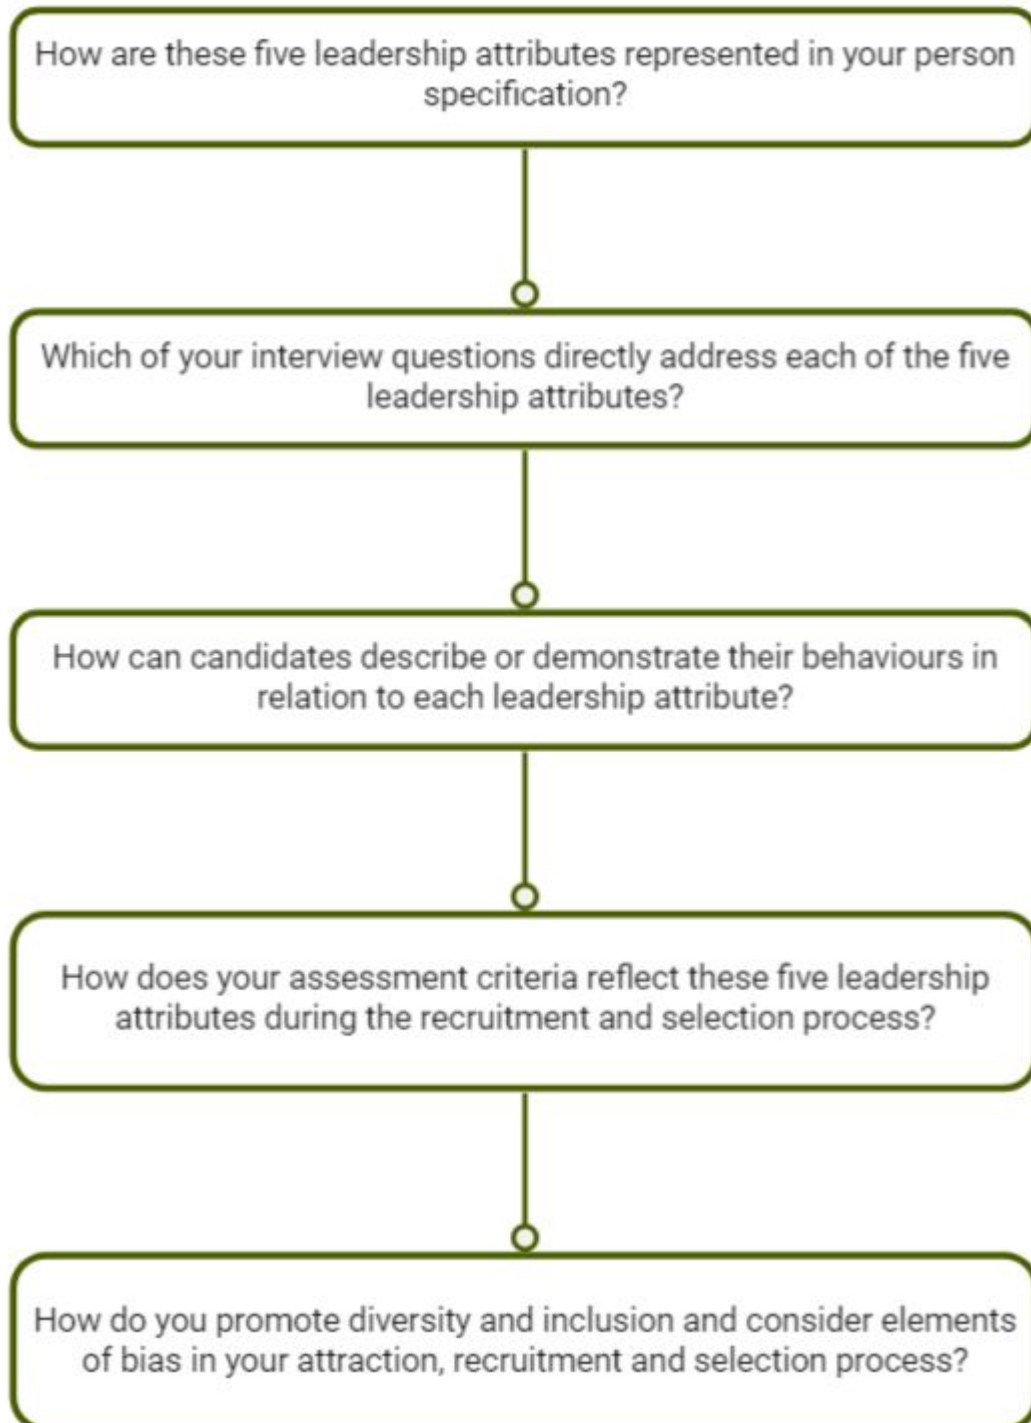 How are these five leadership attributes represented in your person
specification?
Which of your interview questions directly address each of the five
leadership attributes?
How can candidates describe or demonstrate their behaviours in
relation to each leadership attribute?
How does your assessment criteria reflect these five leadership
attributes during the recruitment and selection process?
How do you promote diversity and inclusion and consider elements
of bias in your attraction, recruitment and selection process?